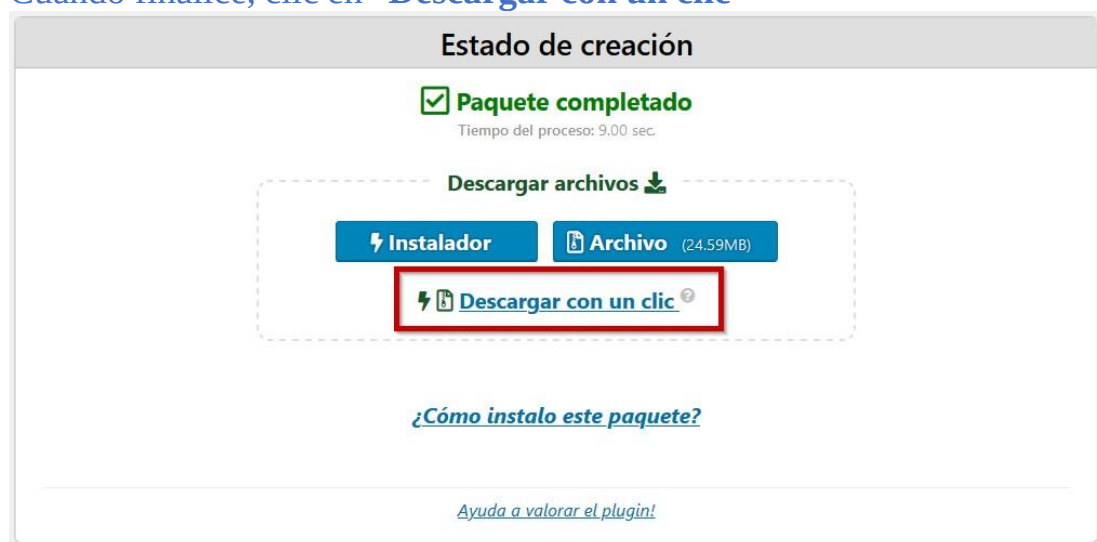 Cuando finalice, clic en "Descargar con un clic"
Estado de creación
Paquete completado
Tiempo del proceso: 9.00 sec.
Descargar archivos
Instalador
Archivo (24.59MB)
Descargar con un clic
¿Cómo instalo este paquete?
Ayuda a valorar el plugin!